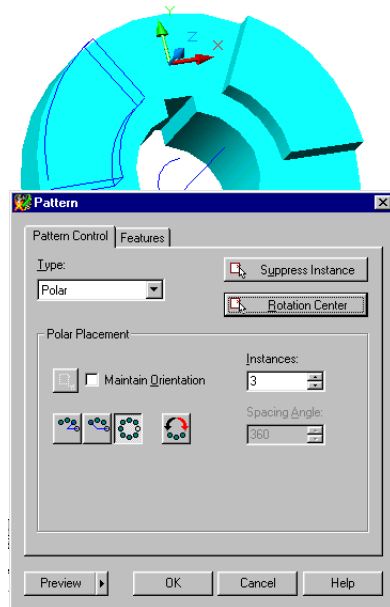 Y
Z
X
Pattern
Pattern Control
Features
Type:
Polar
Suppress Instance
Rotation Center
Polar Placement
Maintain Orientation
Instances:
3
Spacing Angle:
360
Preview
OK
Cancel
Help